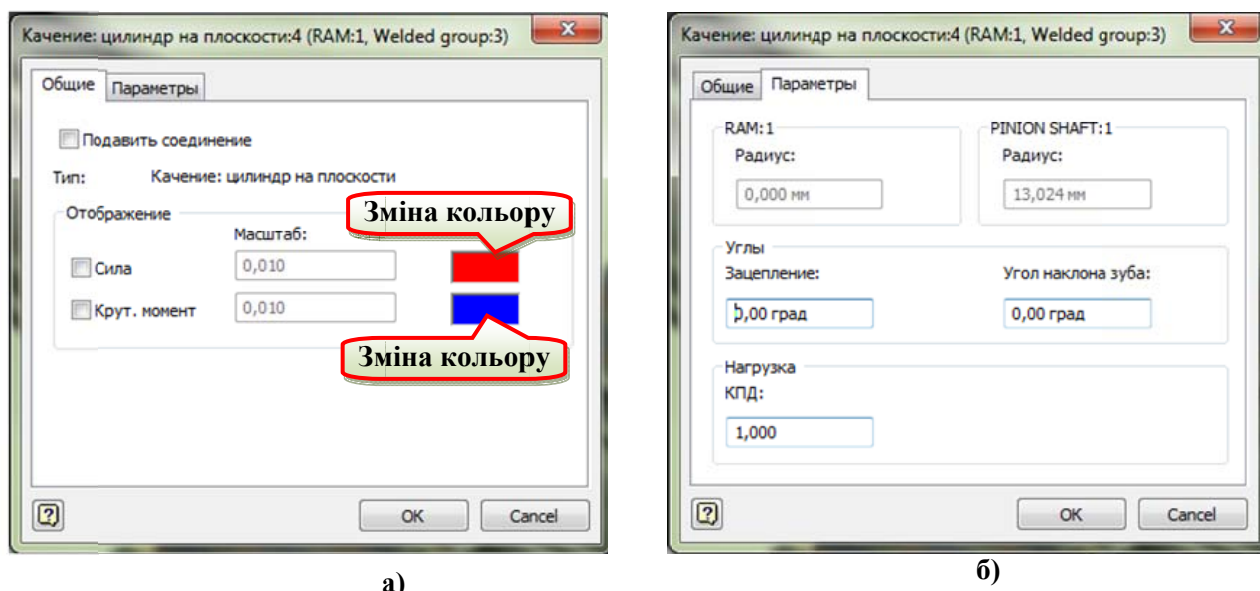 Качение: цилиндр на плоскости:4 (RAM:1, Welded group:3)
Общие Параметры
Подавить соединение
Тип: Качение: цилиндр на плоскости
Отображение
Масштаб:
Зміна кольору
Сила 0,010
Крут. момент 0,010
Зміна кольору
OK Cancel
а)
Качение: цилиндр на плоскости:4 (RAM:1, Welded group:3)
Общие Параметры
RAM:1 PINION SHAFT:1
Радиус: Радиус:
0,000 мм 13,024 мм
Углы
Зацепление: Угол наклона зуба:
0,00 град 0,00 град
Нагрузка
КПД:
1,000
OK Cancel
б)